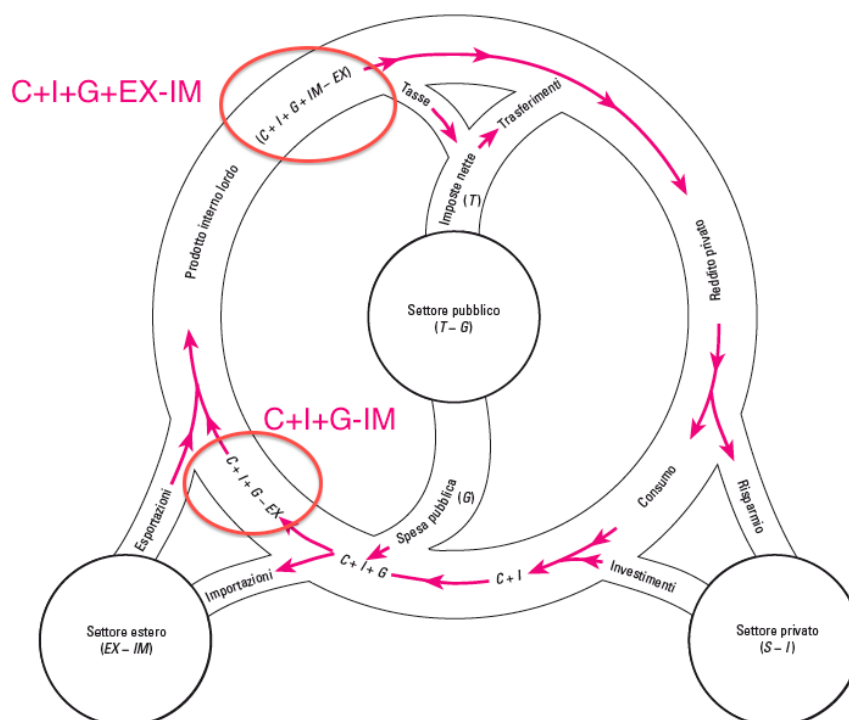 C+I+G+EX-IM
(C + I + G + IM – EX)
Tasse
Trasferimenti
Imposte nette
(T)
Prodotto interno lordo
Reddito privato
Settore pubblico
(T – G)
C+I+G-IM
C + I + G – EX
Spesa pubblica (G)
Consumo
Risparmio
Esportazioni
Importazioni
C + I + G
C + I
Investimenti
Settore estero
(EX – IM)
Settore privato
(S – I)